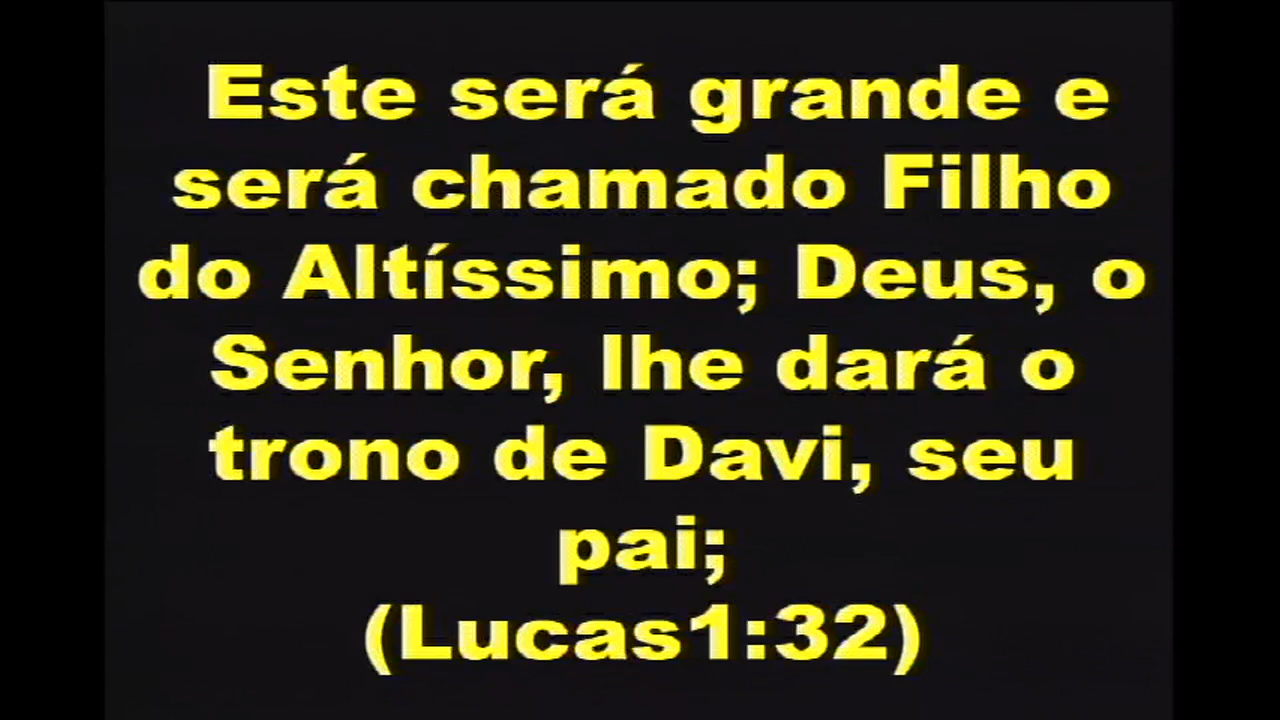 Este será grande e
será chamado Filho
do Altíssimo; Deus, o
Senhor, lhe dará o
trono de Davi, seu
pai;
(Lucas1:32)